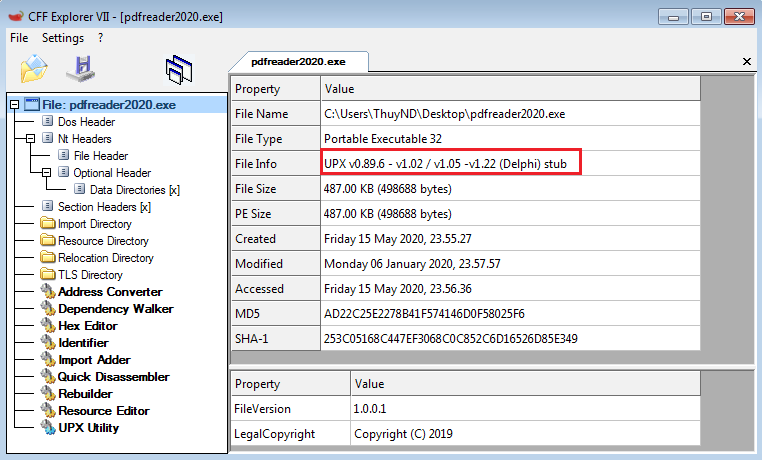 CFF Explorer VII - [pdfreader2020.exe]
File Settings ?
pdfreader2020.exe
File: pdfreader2020.exe
Dos Header
Nt Headers
File Header
Optional Header
Data Directories [x]
Section Headers [x]
Import Directory
Resource Directory
Relocation Directory
TLS Directory
Address Converter
Dependency Walker
Hex Editor
Identifier
Import Adder
Quick Disassembler
Rebuilder
Resource Editor
UPX Utility
Property Value
File Name C:\Users\ThuyND\Desktop\pdfreader2020.exe
File Type Portable Executable 32
File Info UPX v0.89.6 - v1.02 / v1.05 -v1.22 (Delphi) stub
File Size 487.00 KB (498688 bytes)
PE Size 487.00 KB (498688 bytes)
Created Friday 15 May 2020, 23.55.27
Modified Monday 06 January 2020, 23.57.57
Accessed Friday 15 May 2020, 23.56.36
MD5 AD22C25E2278B41F574146D0F58025F6
SHA-1 253C05168C447EF3068C0C852C6D16526D85E349
Property Value
FileVersion 1.0.0.1
LegalCopyright Copyright (C) 2019